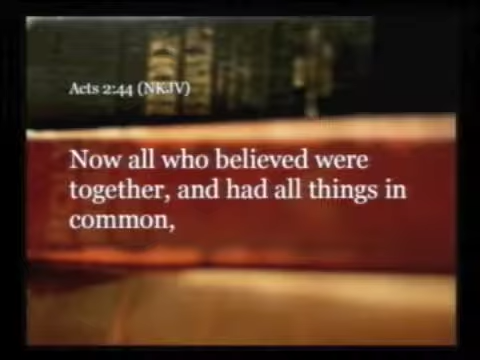 Acts 2:44 (NKJV)
Now all who believed were
together, and had all things in
common,